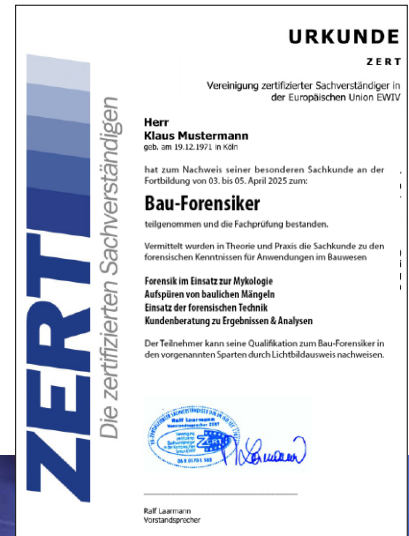 URKUNDE
ZERT
Vereinigung zertifizierter Sachverständiger in
der Europäischen Union EWIV
Herr
Klaus Mustermann
geb. am 19.12.1971 in Köln
hat zum Nachweis seiner besonderen Sachkunde an der
Fortbildung von 03. bis 05. April 2025 zum:
Bau-Forensiker
teilgenommen und die Fachprüfung bestanden.
Vermittelt wurden in Theorie und Praxis die Sachkunde zu den
forensischen Kenntnissen für Anwendungen im Bauwesen
Forensik im Einsatz zur Mykologie
Aufspüren von baulichen Mängeln
Einsatz der forensischen Technik
Kundenberatung zu Ergebnissen & Analysen
Der Teilnehmer kann seine Qualifikation zum Bau-Forensiker in
den vorgenannten Sparten durch Lichtbildausweis nachweisen.
Ralf Laarmann
Vorstandssprecher ZERT
ZERT
Ralf Laarmann
Vorstandsprecher
ZERT
Die zertifizierten Sachverständigen